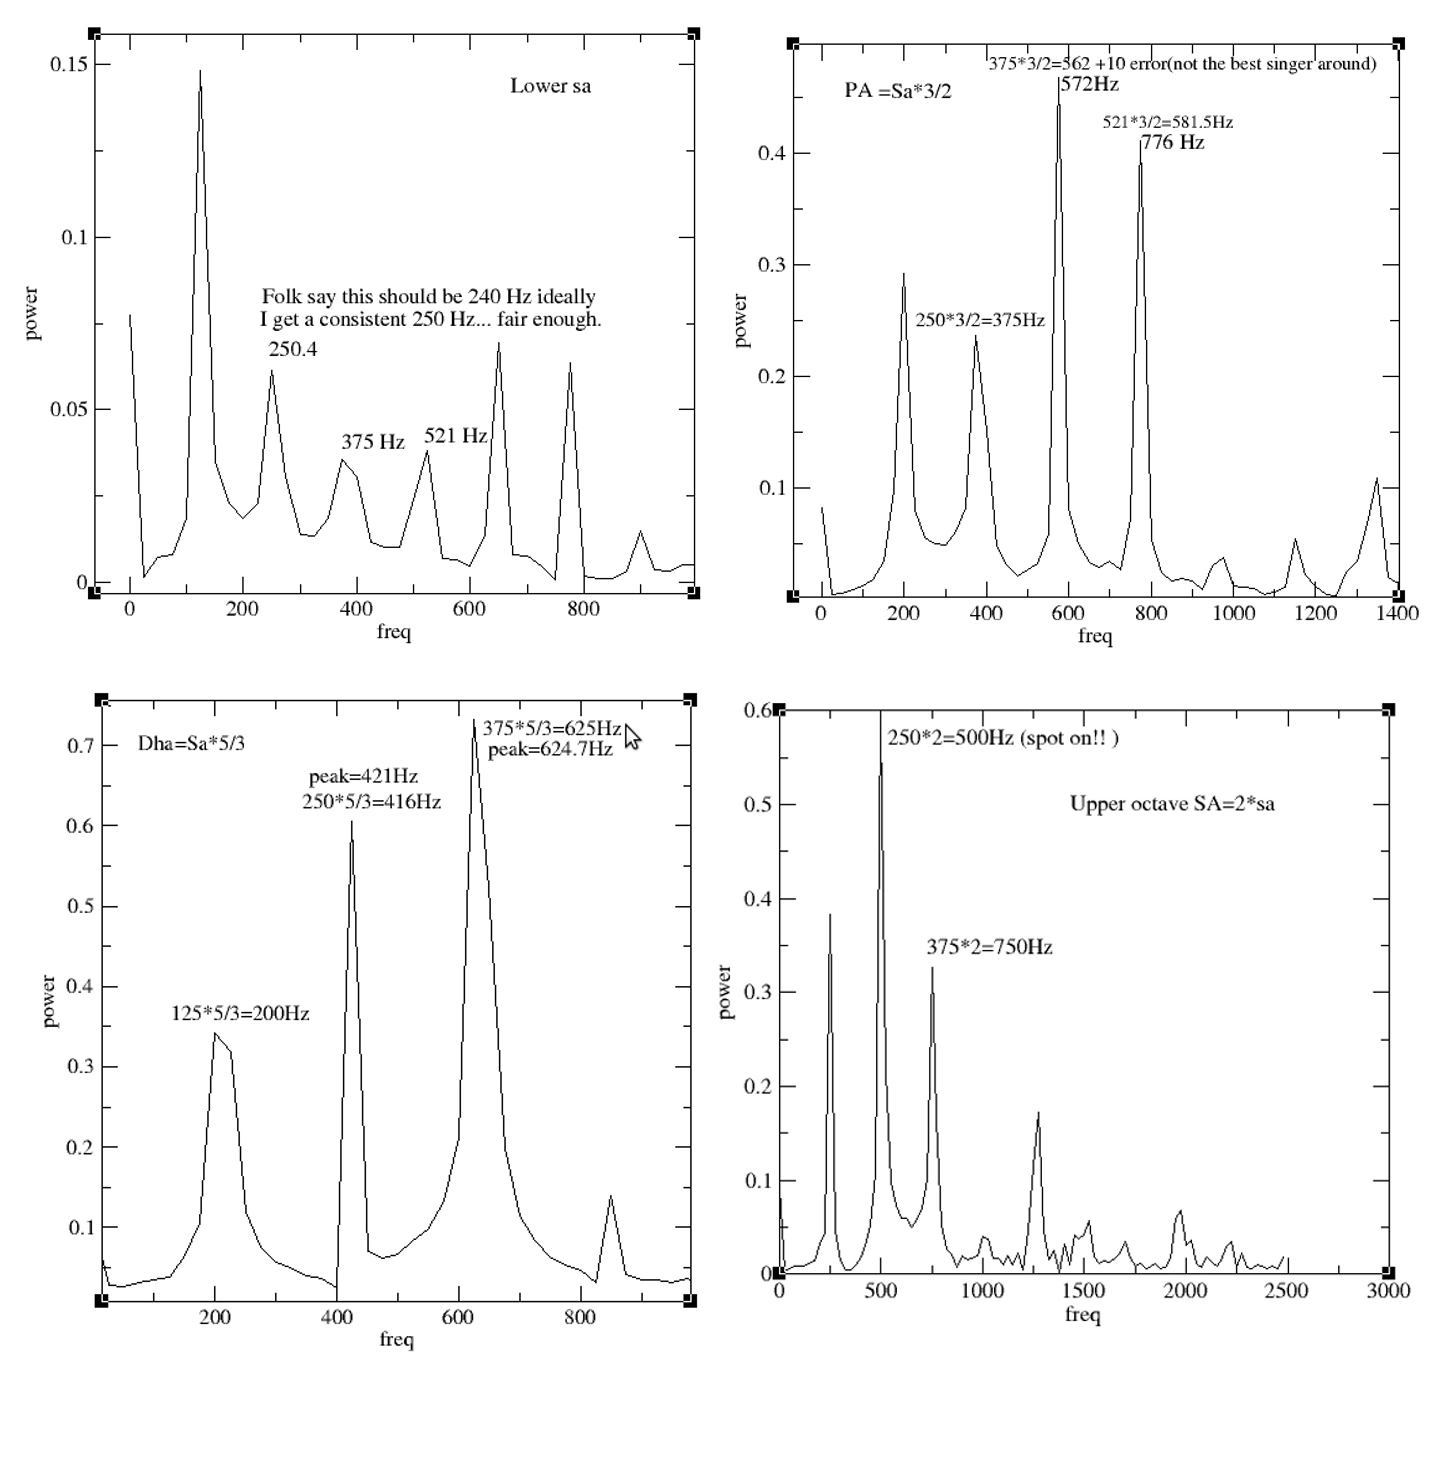 Lower sa
0.15
0.1
0.05
0
power
Folk say this should be 240 Hz ideally
I get a consistent 250 Hz... fair enough.
250.4
375 Hz
521 Hz
0 200 400 600 800
freq
375*3/2=562 +10 error(not the best singer around)
PA =Sa*3/2
572Hz
521*3/2=581.5Hz
776 Hz
250*3/2=375Hz
0.4
0.3
0.2
0.1
power
0 200 400 600 800 1000 1200 1400
freq
Dha=Sa*5/3
375*5/3=625Hz
peak=624.7Hz
peak=421Hz
250*5/3=416Hz
125*5/3=200Hz
0.7
0.6
0.5
0.4
0.3
0.2
0.1
power
200 400 600 800
freq
250*2=500Hz (spot on!! )
Upper octave SA=2*sa
375*2=750Hz
0.6
0.5
0.4
0.3
0.2
0.1
0
power
0 500 1000 1500 2000 2500 3000
freq